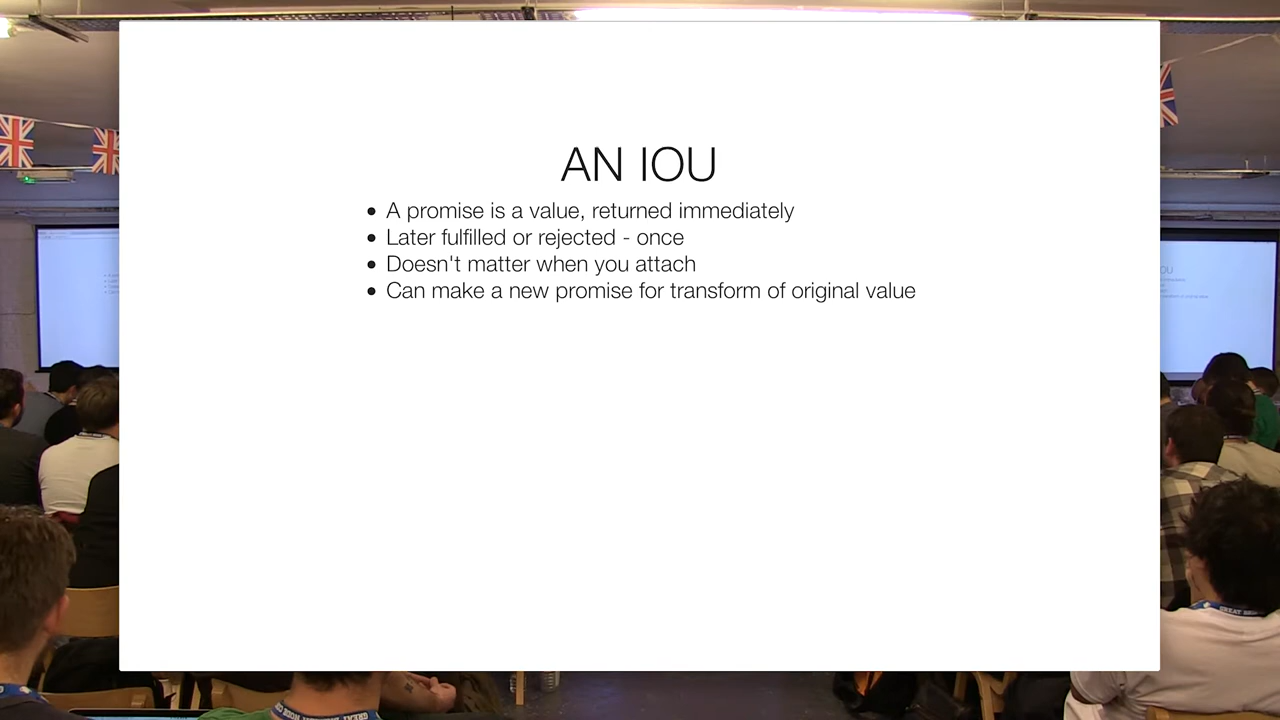 AN IOU
• A promise is a value, returned immediately
• Later fulfilled or rejected - once
• Doesn't matter when you attach
• Can make a new promise for transform of original value